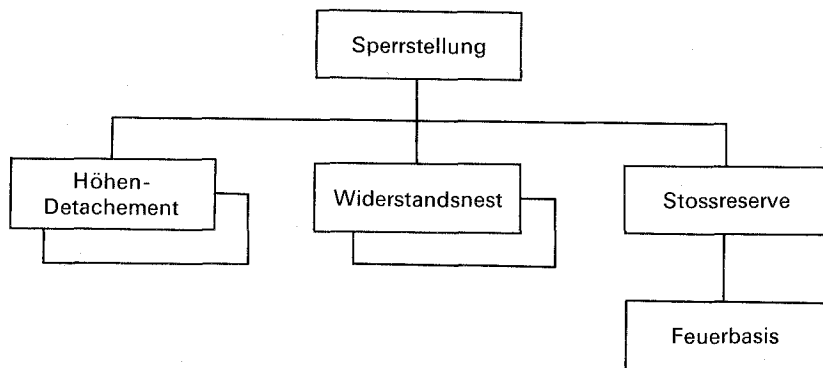 Sperrstellung
Höhen-
Detachement
Widerstandsnest
Stossreserve
Feuerbasis